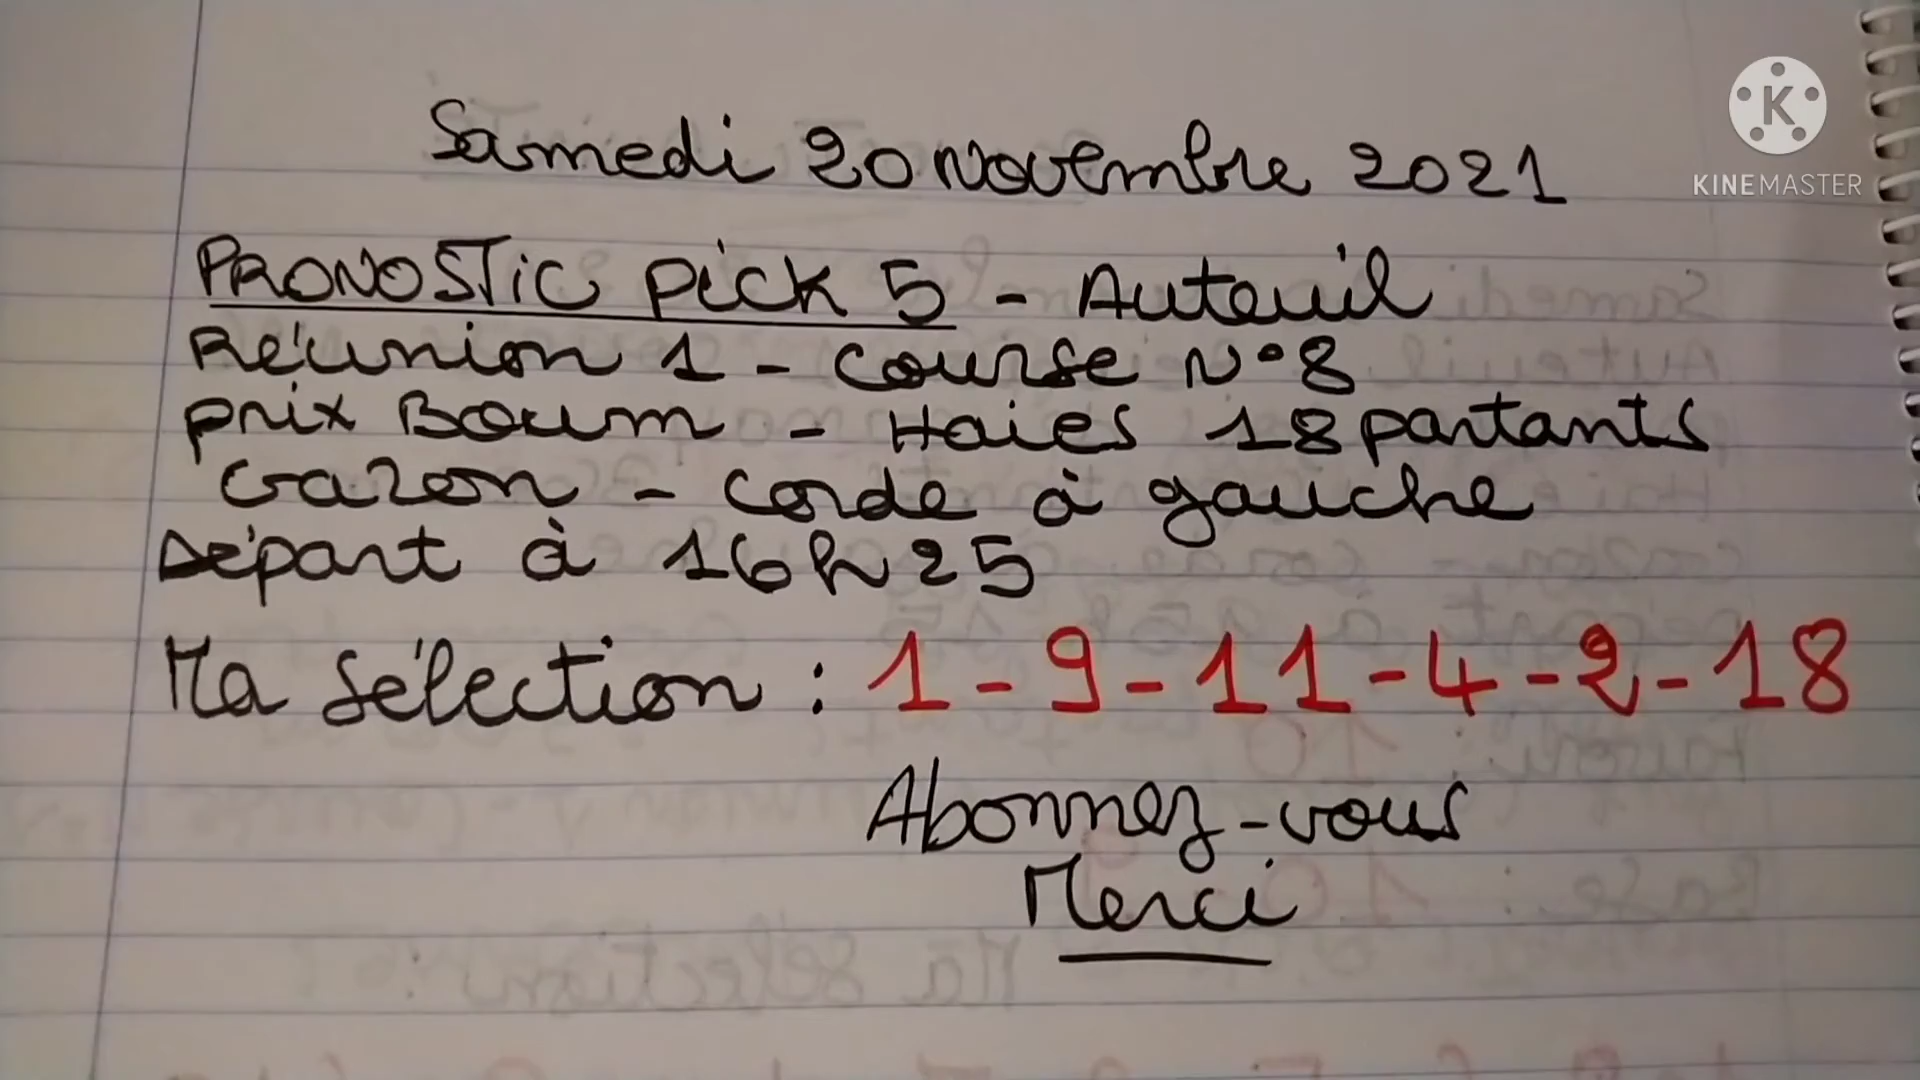 Samedi 20 Novembre 2021
PRONOSTIC PICK 5 - Auteuil
Réunion 1 - Course N°8
prix Boum - Haies 18 partants
Gazon - Corde à gauche
Départ à 16h25
Ma Sélection : 1 - 9 - 11 - 4 - 2 - 18
Abonnez-vous
Merci
KINEMASTER